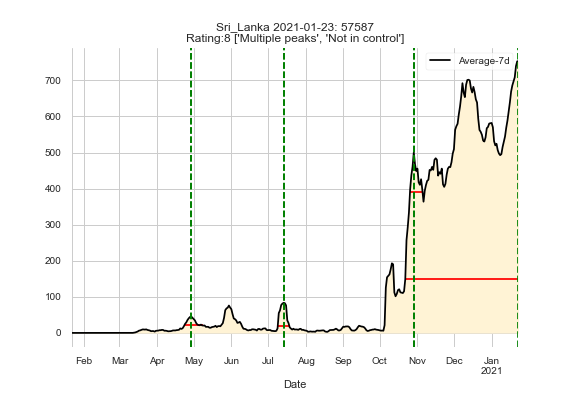 Sri_Lanka 2021-01-23: 57587
Rating:8 ['Multiple peaks', 'Not in control']
Average-7d
700
600
500
400
300
200
100
0
Feb Mar Apr May Jun Jul Aug Sep Oct Nov Dec Jan
2021
Date